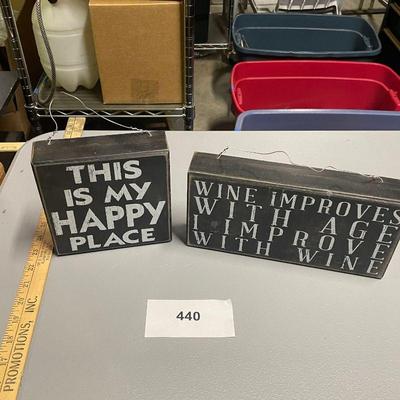 THIS
IS MY
HAPPY
PLACE
WINE IMPROVES
WITH AGE
I IMPROVE
WITH WINE
440
PROMOTIONS, INC.